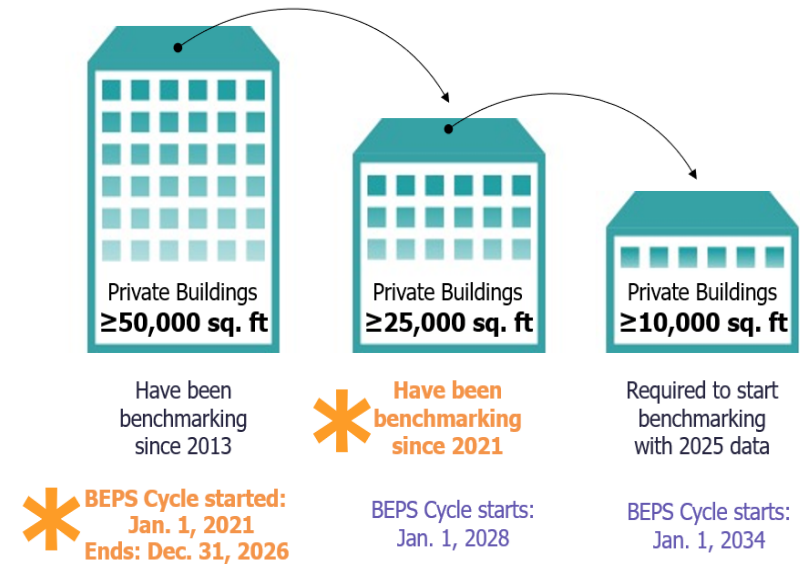 Private Buildings
≥50,000 sq. ft
Have been
benchmarking
since 2013
BEPS Cycle started:
Jan. 1, 2021
Ends: Dec. 31, 2026
Private Buildings
≥25,000 sq. ft
Have been
benchmarking
since 2021
BEPS Cycle starts:
Jan. 1, 2028
Private Buildings
≥10,000 sq. ft
Required to start
benchmarking
with 2025 data
BEPS Cycle starts:
Jan. 1, 2034